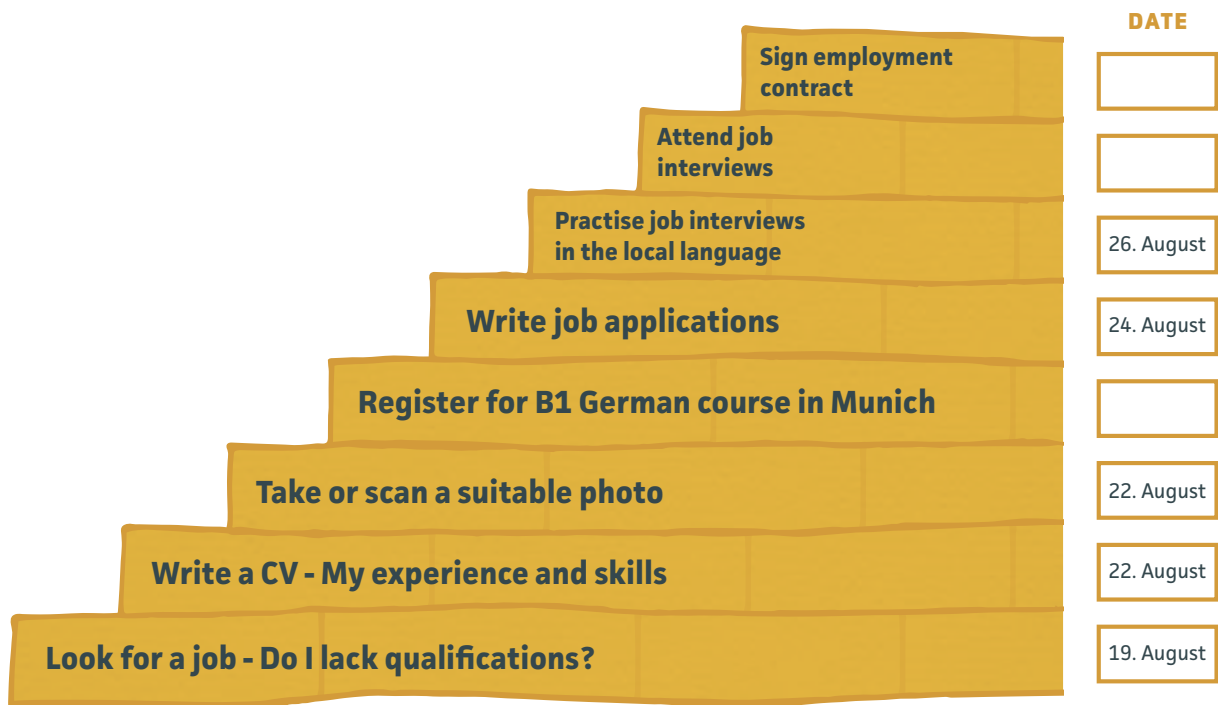 DATE
Sign employment
contract
Attend job
interviews
Practise job interviews
in the local language
26. August
Write job applications
24. August
Register for B1 German course in Munich
Take or scan a suitable photo
22. August
Write a CV - My experience and skills
22. August
Look for a job - Do I lack qualifications?
19. August